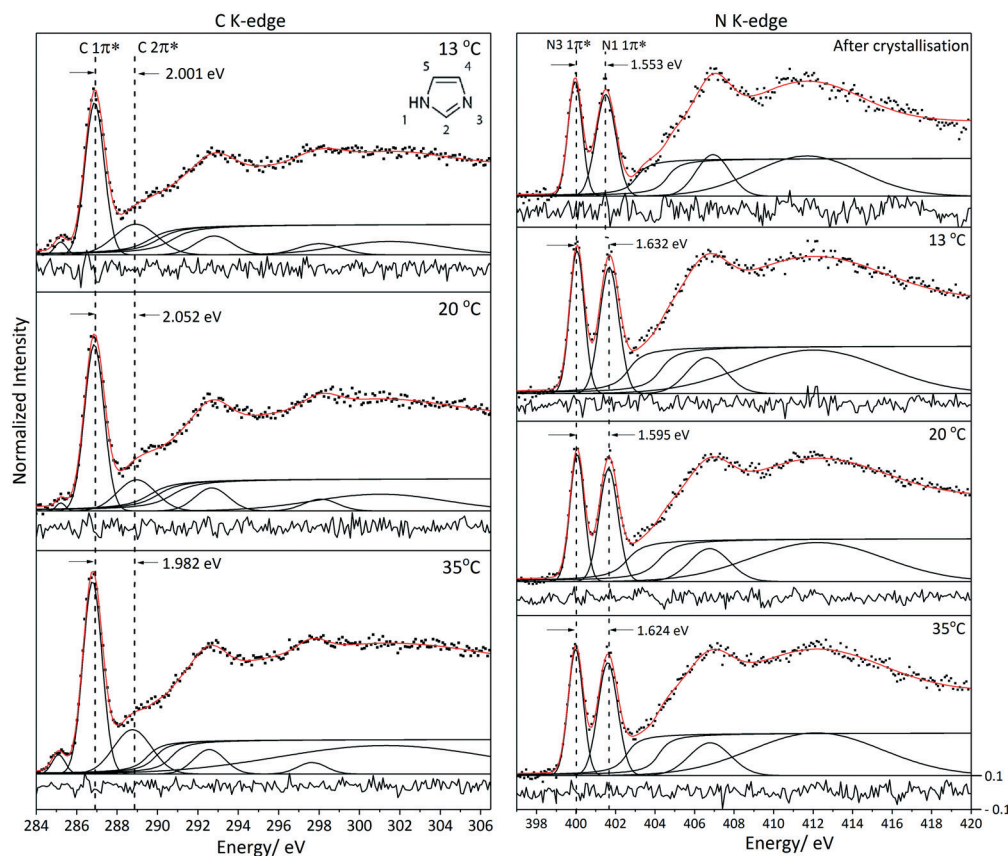 C K-edge
C 1π* C 2π*
13 °C
2.001 eV
5 4
HN N
1 2 3
20 °C
2.052 eV
35°C
1.982 eV
Normalized Intensity
284 286 288 290 292 294 296 298 300 302 304 306
Energy/ eV
N K-edge
N3 1π* N1 1π*
After crystallisation
1.553 eV
13°C
1.632 eV
20 °C
1.595 eV
35°C
1.624 eV
0.1
- 0.1
398 400 402 404 406 408 410 412 414 416 418 420
Energy/ eV